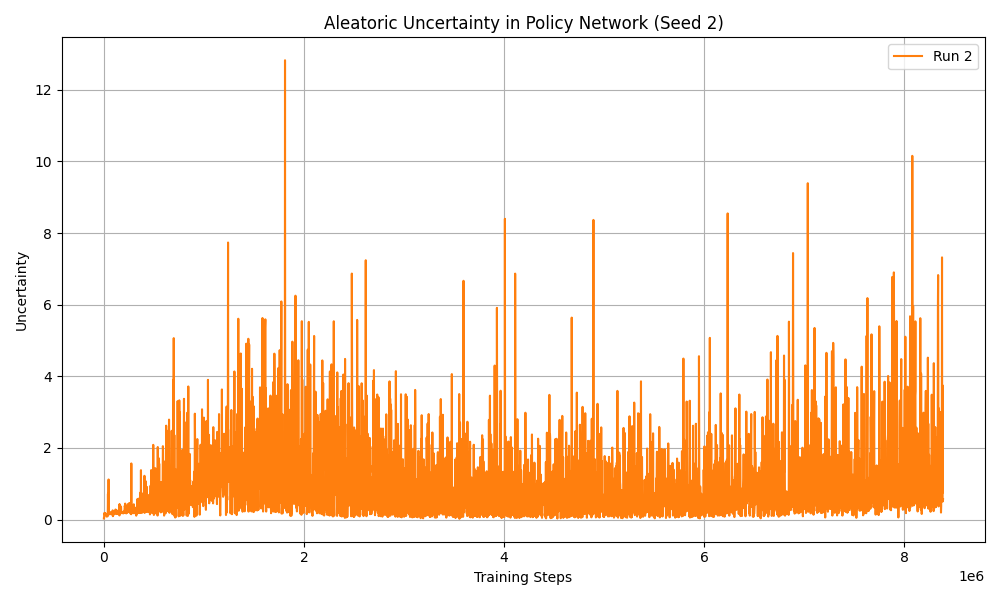 Aleatoric Uncertainty in Policy Network (Seed 2)
Run 2
Uncertainty
12
10
8
6
4
2
0
0 2 4 6 8
1e6
Training Steps